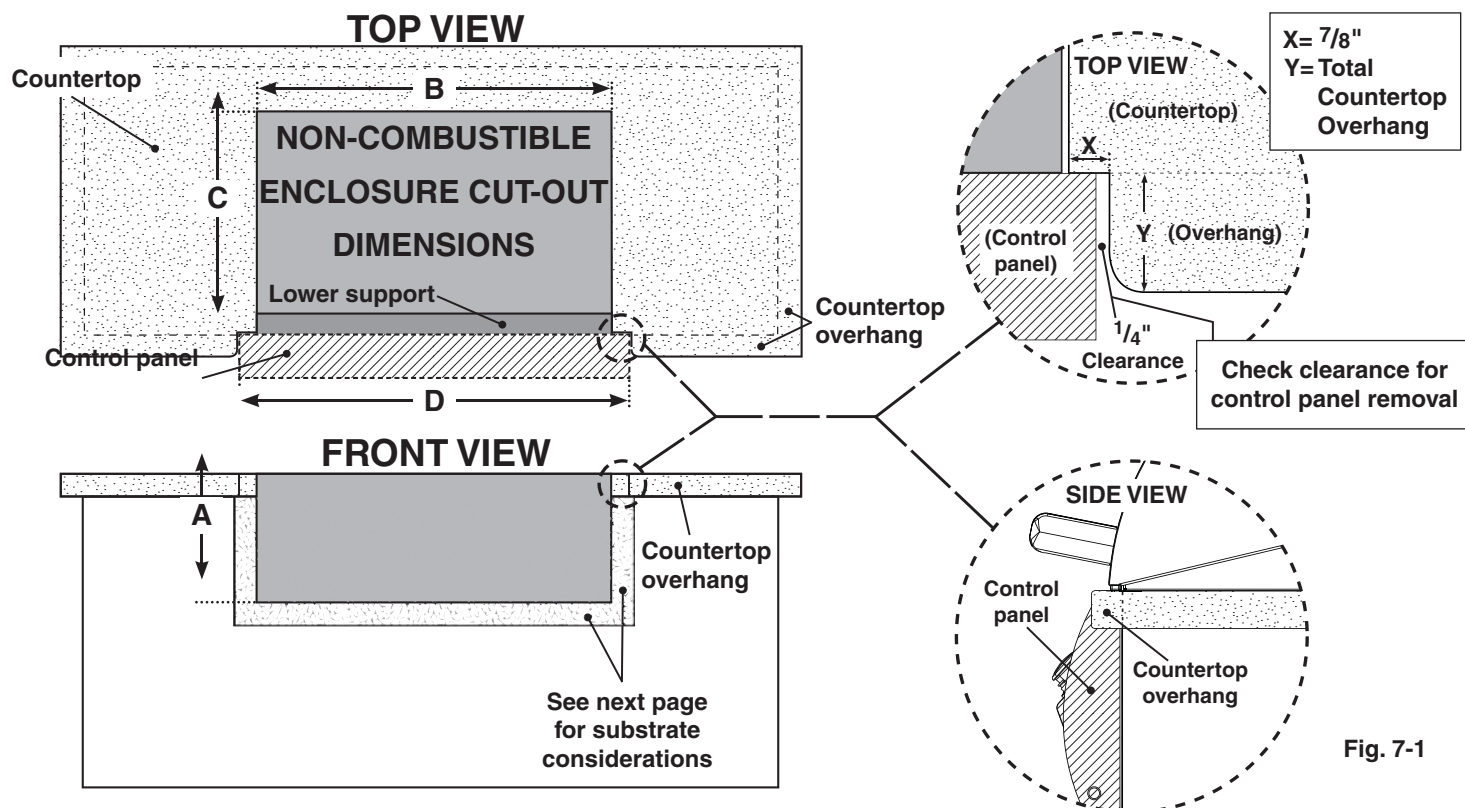 TOP VIEW
Countertop
B
NON-COMBUSTIBLE
ENCLOSURE CUT-OUT
DIMENSIONS
C
Lower support
Control panel
Countertop
overhang
D
FRONT VIEW
A
Countertop
overhang
See next page
for substrate
considerations
TOP VIEW
(Countertop)
X
(Control
panel)
Y
(Overhang)
1/4"
Clearance
X= 7/8"
Y= Total
Countertop
Overhang
Check clearance for
control panel removal
SIDE VIEW
Control
panel
Countertop
overhang
Fig. 7-1